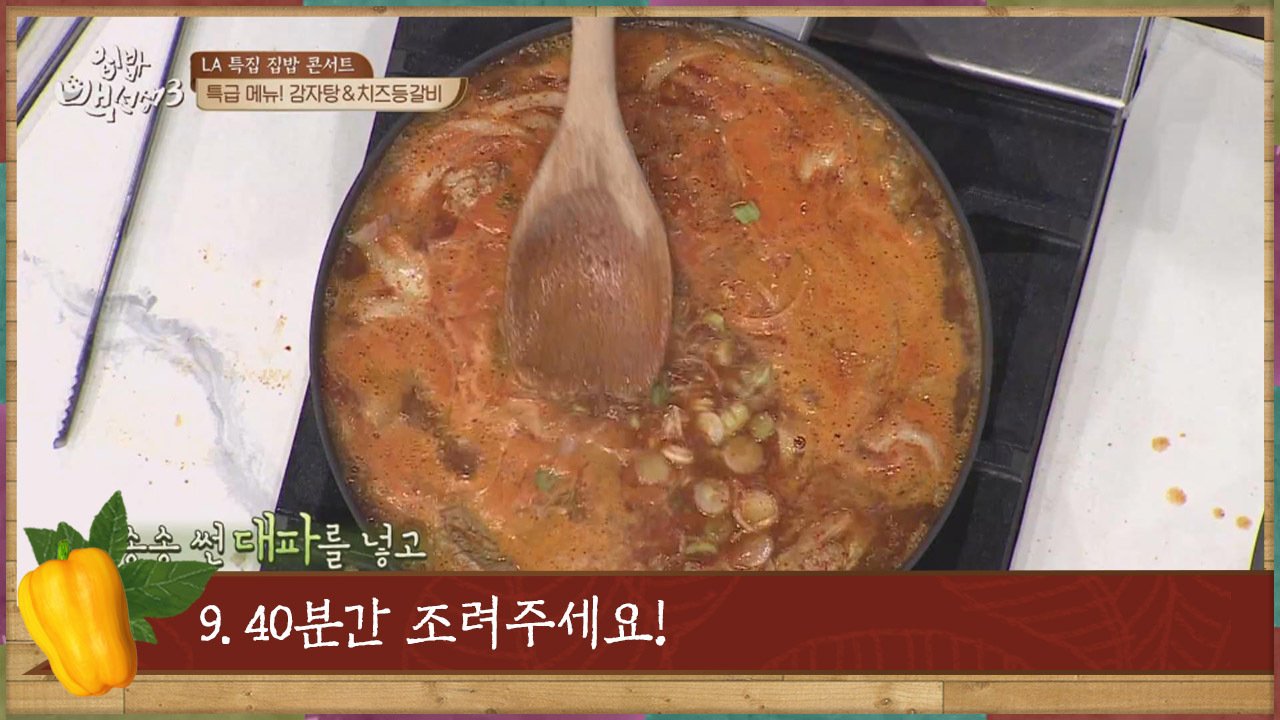 집밥
백선생3
LA 특집 집밥 콘서트
특급 메뉴! 감자탕&치즈등갈비
송송 썬 대파를 넣고
9. 40분간 조려주세요!